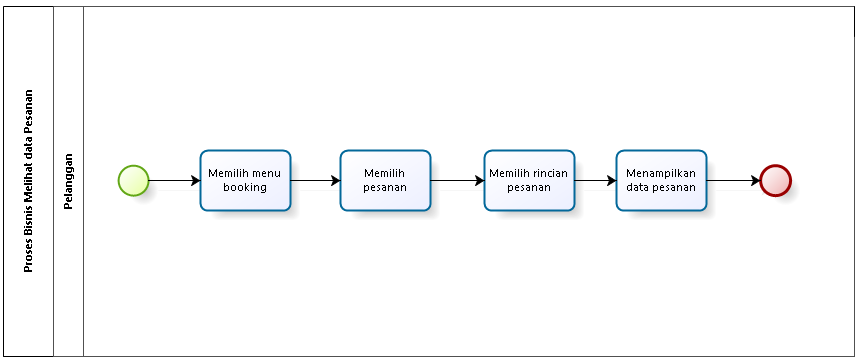 Proses Bisnis Melihat data Pesanan
Pelanggan
Memilih menu
booking
Memilih
pesanan
Memilih rincian
pesanan
Menampilkan
data pesanan